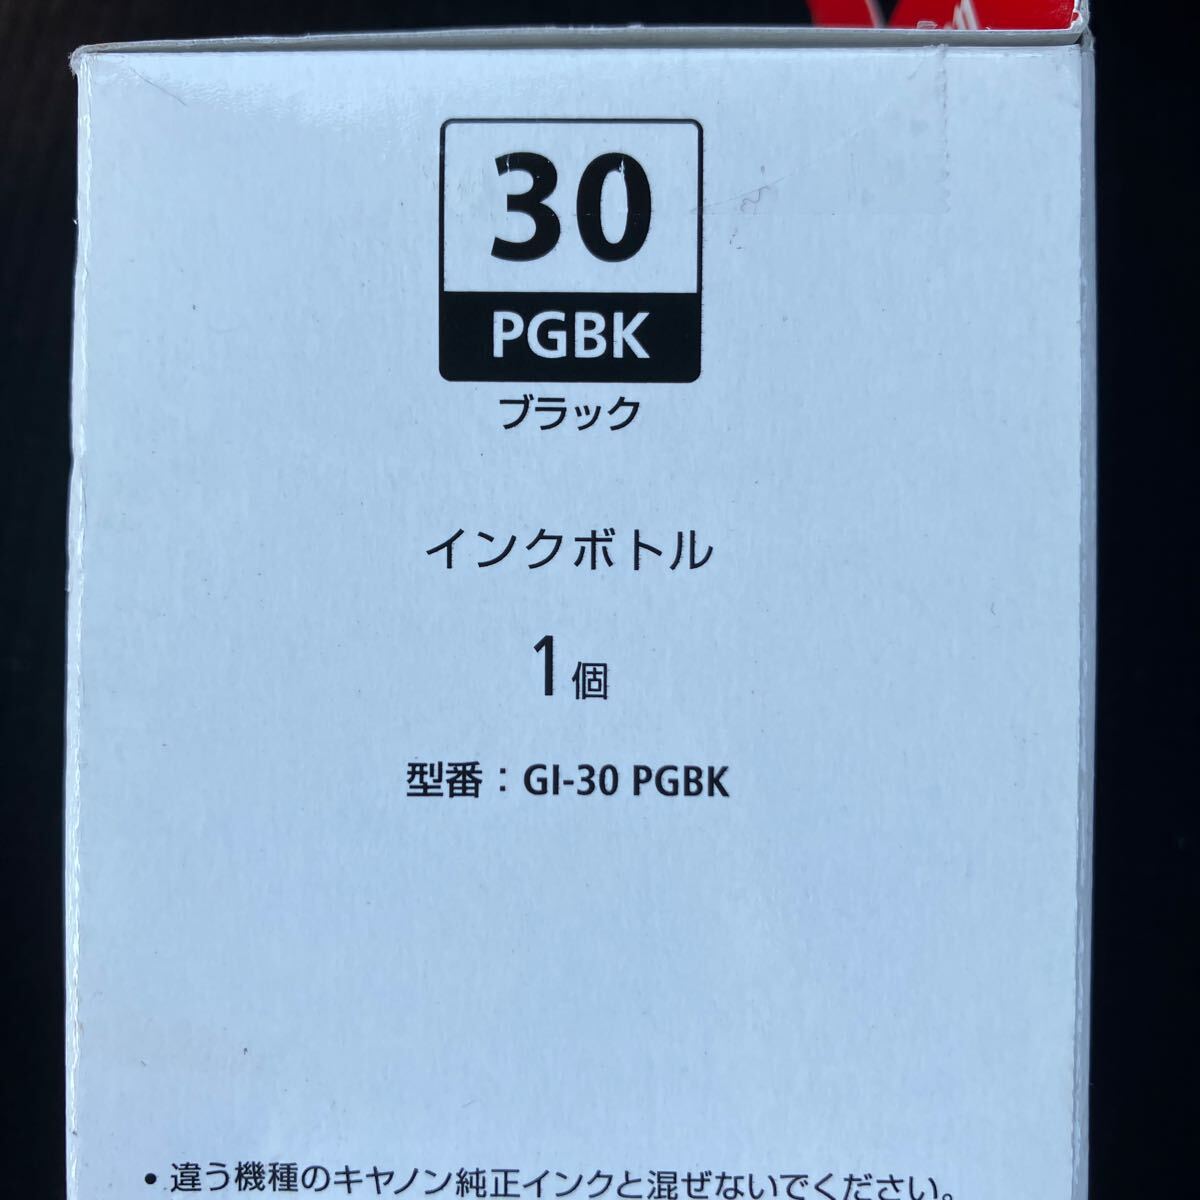 30
PGBK
ブラック
インクボトル
1個
型番：GI-30 PGBK
• 違う機種のキヤノン純正インクと混ぜないでください。